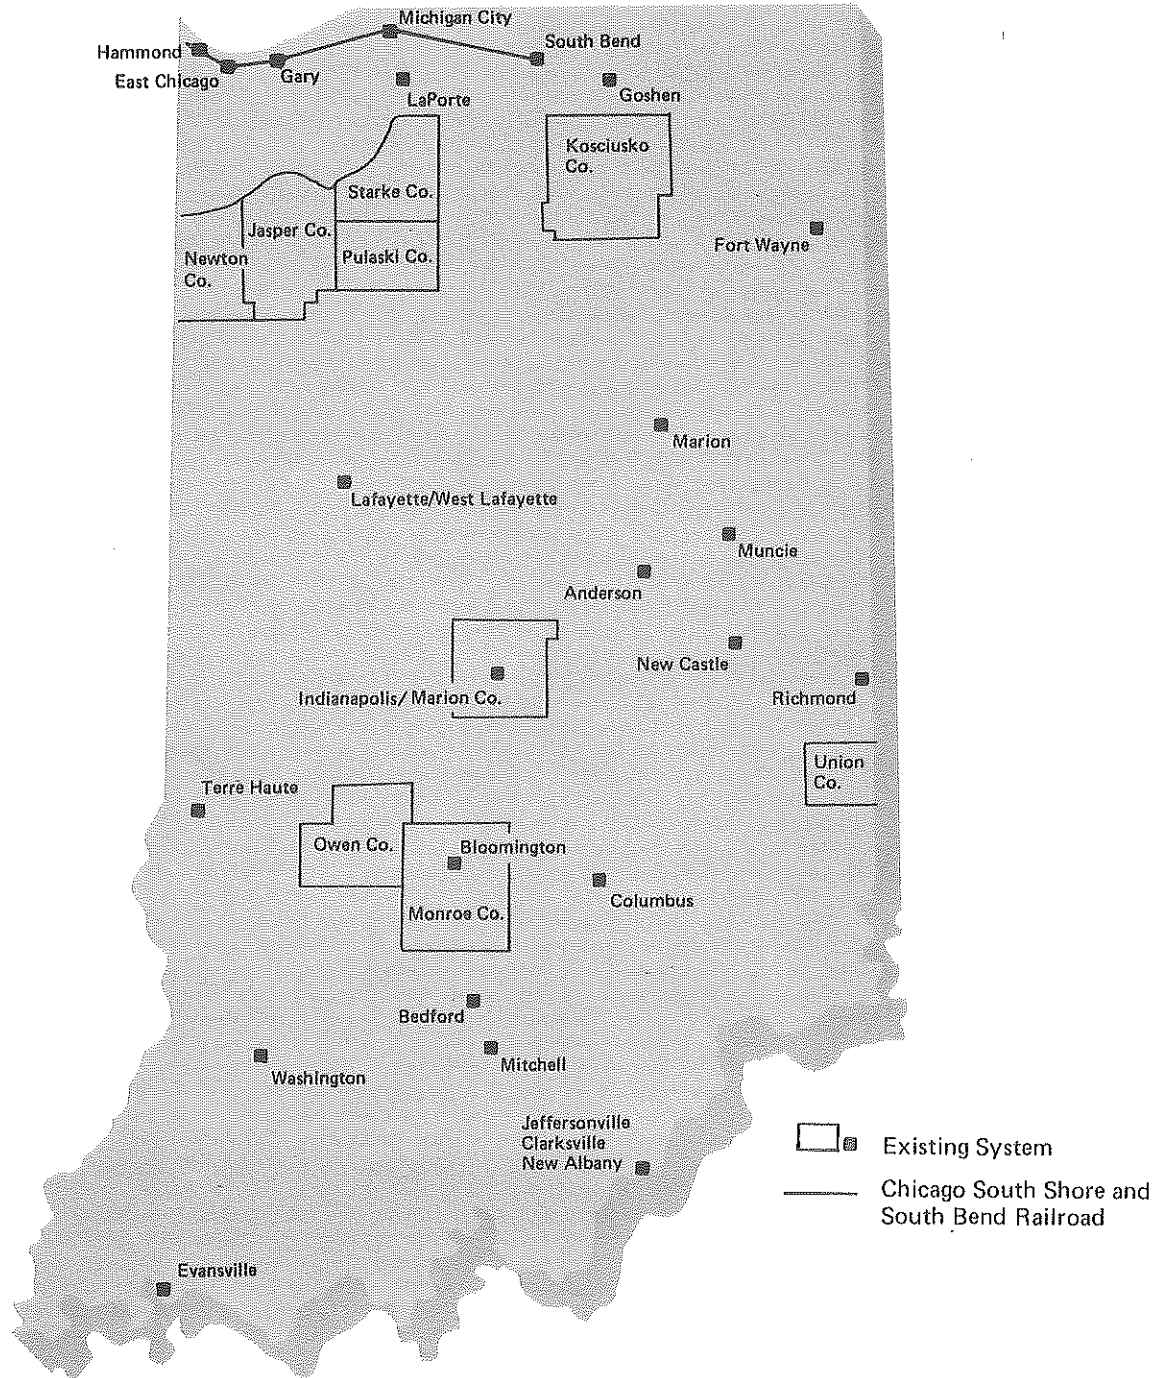 Michigan City
Hammond
South Bend
East Chicago
Gary
LaPorte
Goshen
Kosciusko
Co.
Starke Co.
Jasper Co.
Newton
Co.
Pulaski Co.
Fort Wayne
Marion
Lafayette/West Lafayette
Muncie
Anderson
New Castle
Indianapolis/ Marion Co.
Richmond
Union
Co.
Terre Haute
Owen Co.
Bloomington
Columbus
Monroe Co.
Bedford
Mitchell
Washington
Jeffersonville
Clarksville
New Albany
Existing System
Chicago South Shore and
South Bend Railroad
Evansville